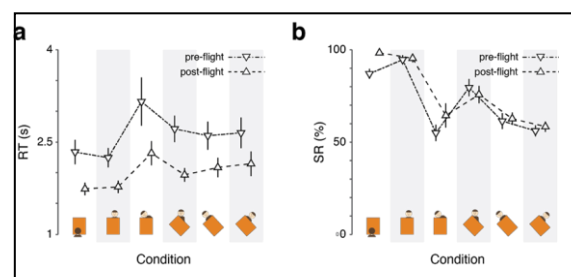 a
4
2.5
1
RT (s)
pre-flight
post-flight
Condition
b
100
50
0
SR (%)
pre-flight
post-flight
Condition